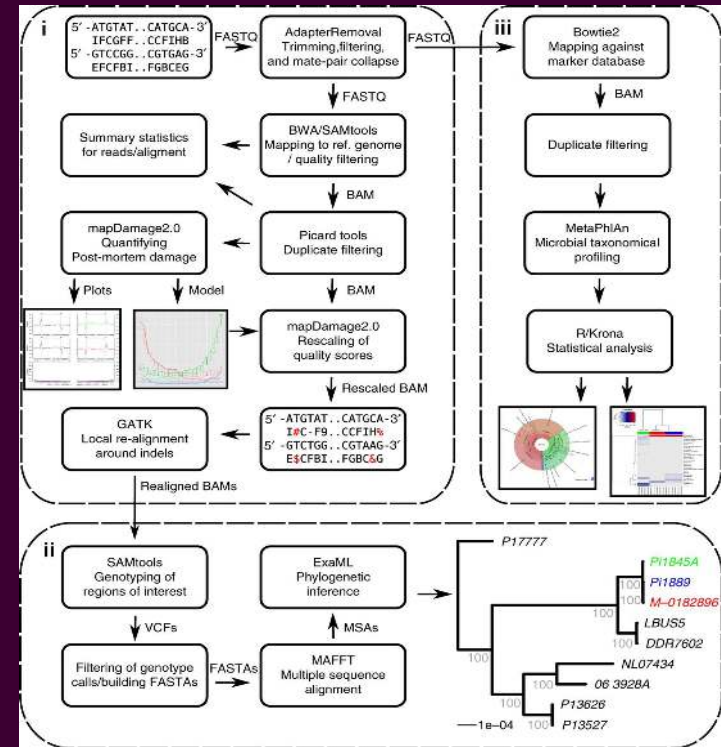 i
5′ -ATGTAT..CATGCA-3′
IFCGFF..CCFIHB
5′ -GTCCGG..CGTGAG-3′
EFCFBI..FGBCEG
FASTQ
AdapterRemoval
Trimming,filtering,
and mate-pair collapse
FASTQ
FASTQ
Summary statistics
for reads/aligment
BWA/SAMtools
Mapping to ref. genome
/ quality filtering
BAM
mapDamage2.0
Quantifying
Post-mortem damage
Picard tools
Duplicate filtering
Plots
Model
BAM
mapDamage2.0
Rescaling of
quality scores
Rescaled BAM
GATK
Local re-alignment
around indels
5′ -ATGTAT..CATGCA-3′
I#C-F9..CCFIH%
5′ -GTCTGG..CGTAAG-3′
E$CFBI..FGBC&G
Realigned BAMs
iii
Bowtie2
Mapping against
marker database
BAM
Duplicate filtering
MetaPhlAn
Microbial taxonomical
profiling
R/Krona
Statistical analysis
ii
SAMtools
Genotyping of
regions of interest
VCFs
Filtering of genotype
calls/building FASTAs
FASTAs
MAFFT
Multiple sequence
alignment
MSAs
ExaML
Phylogenetic
inference
P17777
Pi1845A
100
Pi1889
100
M–0182896
100
LBUS5
DDR7602
100
NL07434
100
06 3928A
100
P13626
100
P13527
1e–04